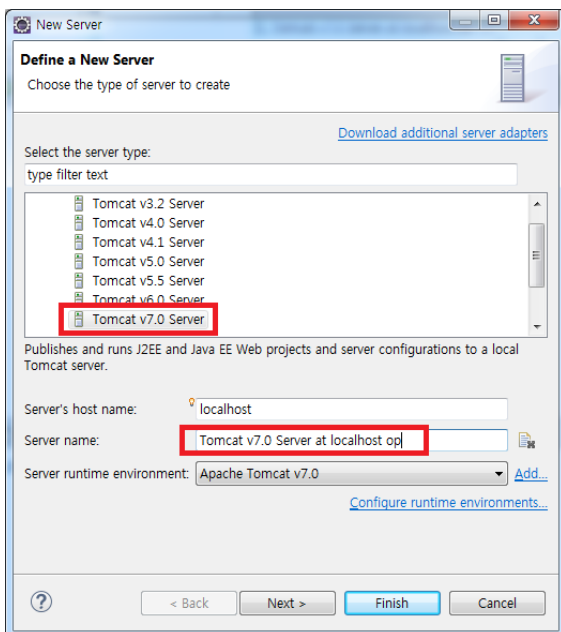 New Server
Define a New Server
Choose the type of server to create
Download additional server adapters
Select the server type:
type filter text
Tomcat v3.2 Server
Tomcat v4.0 Server
Tomcat v4.1 Server
Tomcat v5.0 Server
Tomcat v5.5 Server
Tomcat v6.0 Server
Tomcat v7.0 Server
Publishes and runs J2EE and Java EE Web projects and server configurations to a local
Tomcat server.
Server's host name: localhost
Server name: Tomcat v7.0 Server at localhost op
Server runtime environment: Apache Tomcat v7.0 Add...
Configure runtime environments...
? < Back Next > Finish Cancel